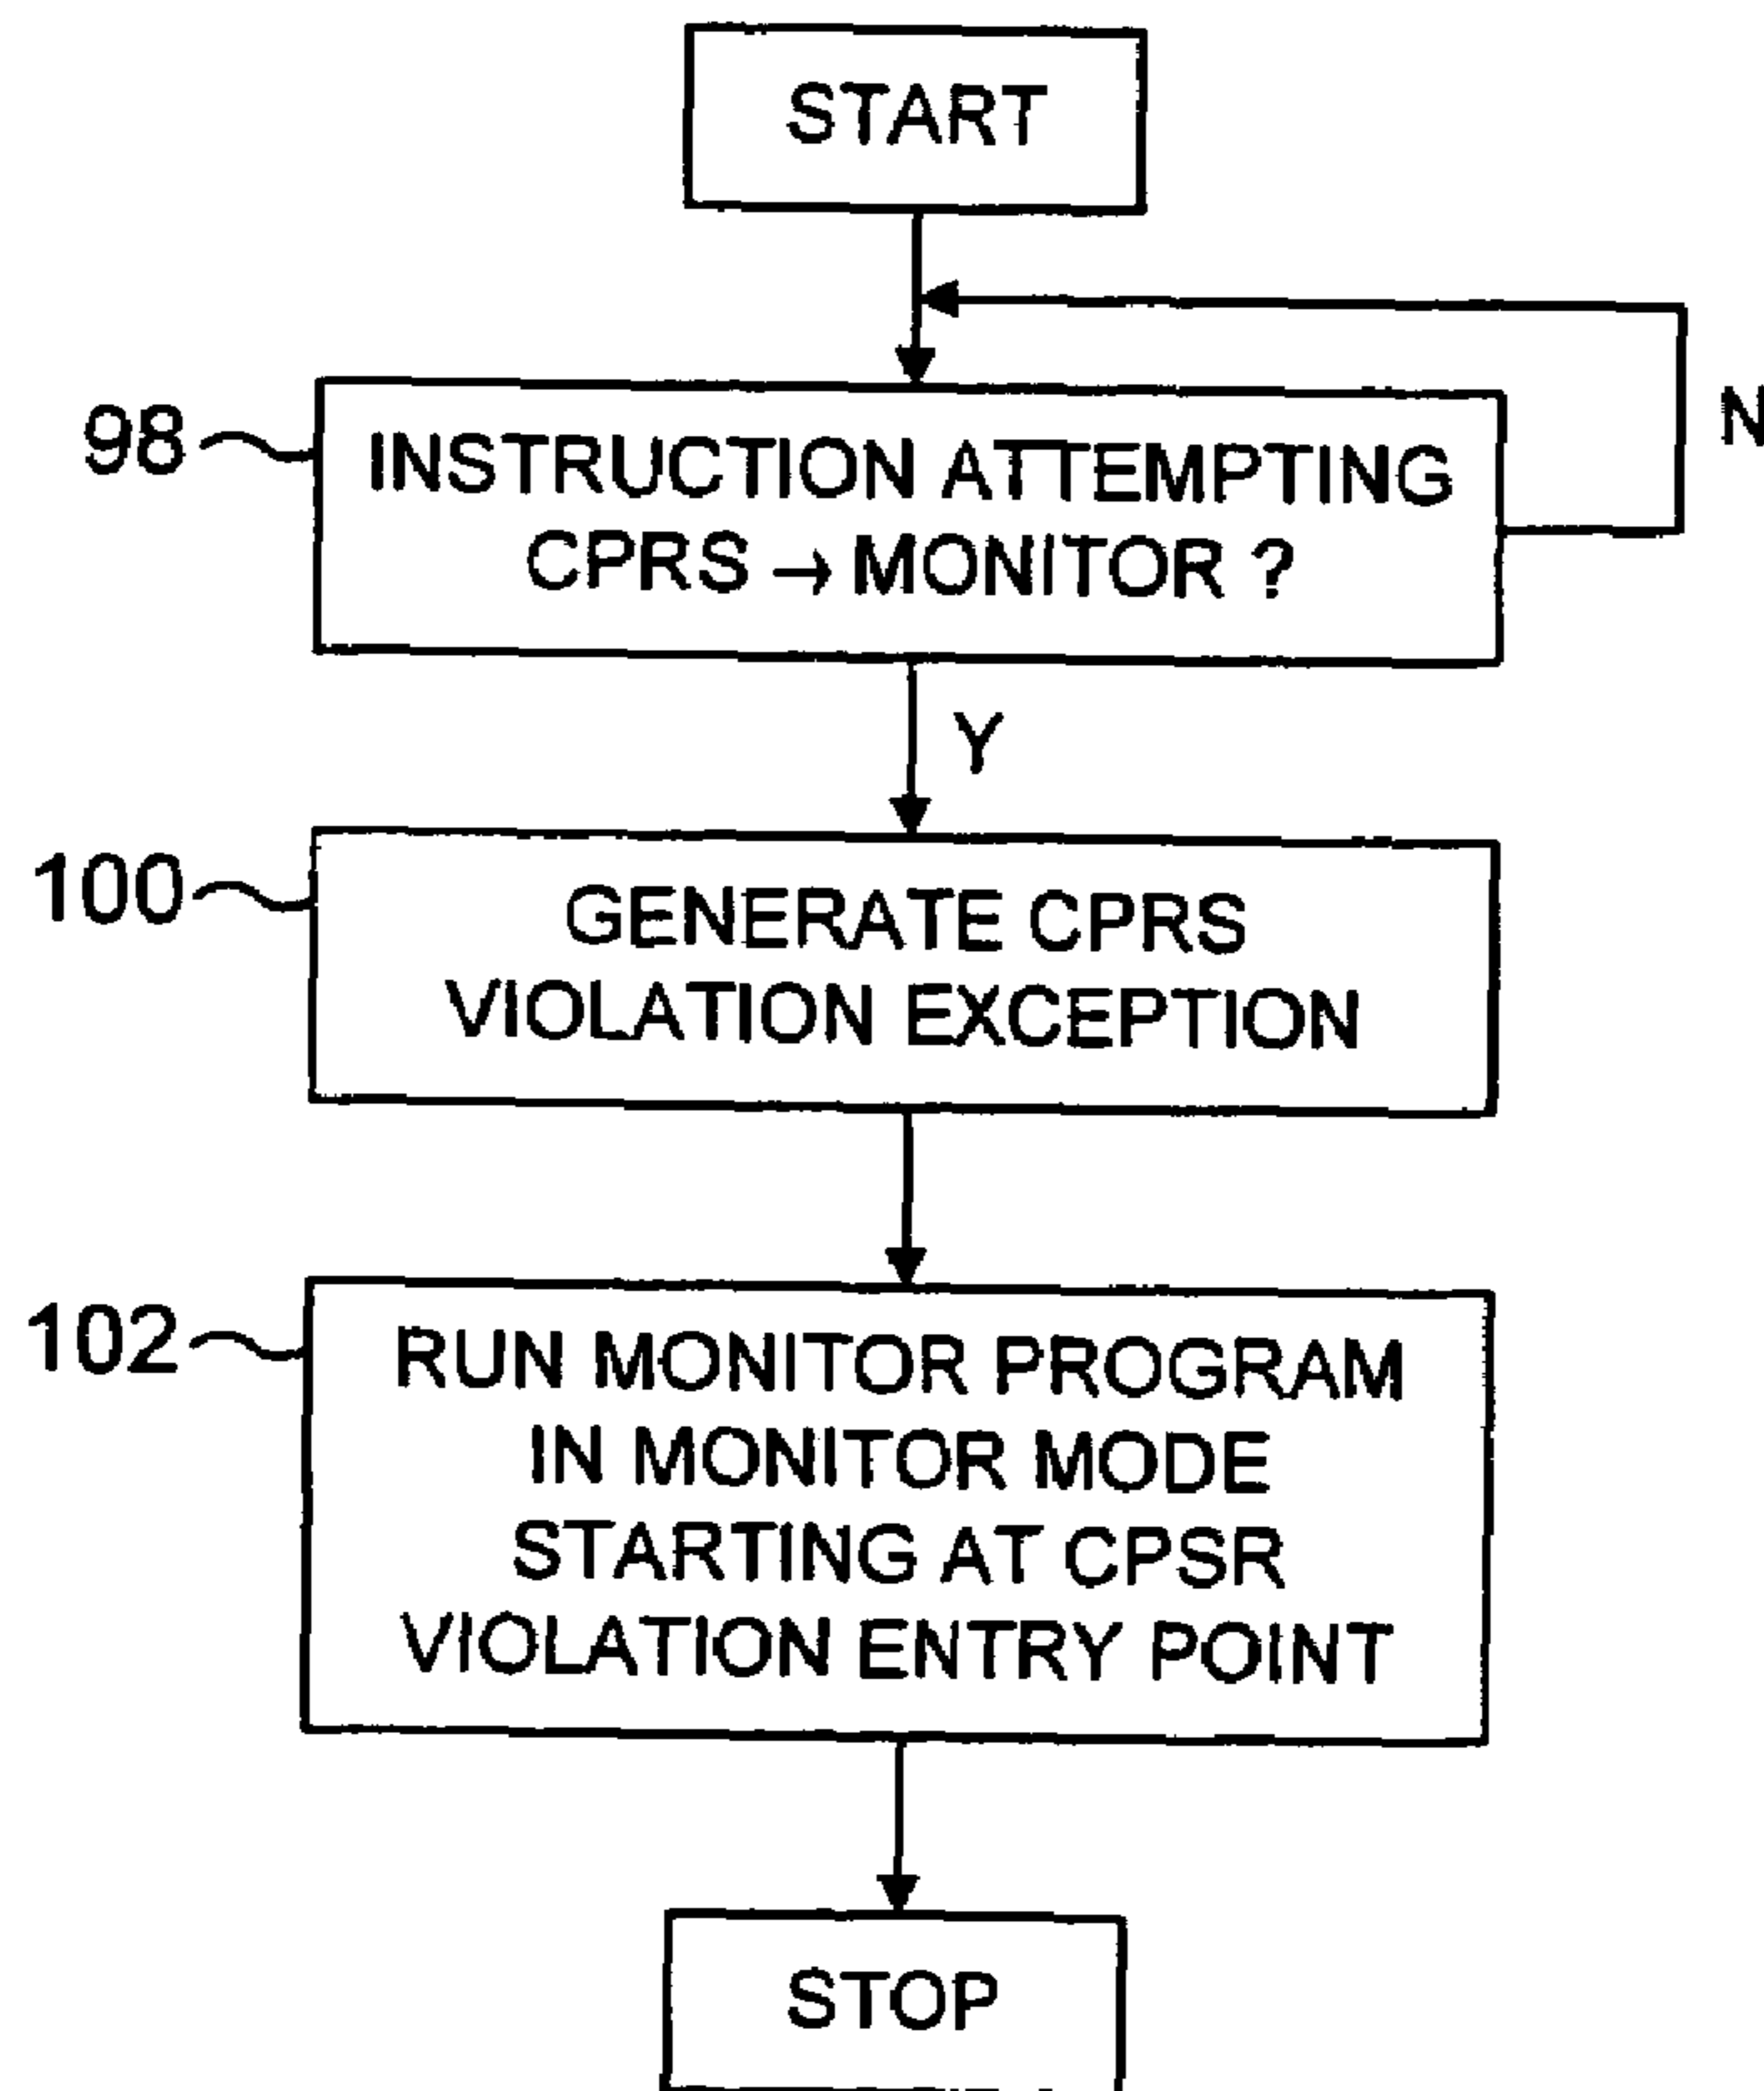 START
N
98
INSTRUCTION ATTEMPTING
CPRS → MONITOR ?
Y
100
GENERATE CPRS
VIOLATION EXCEPTION
102
RUN MONITOR PROGRAM
IN MONITOR MODE
STARTING AT CPSR
VIOLATION ENTRY POINT
STOP